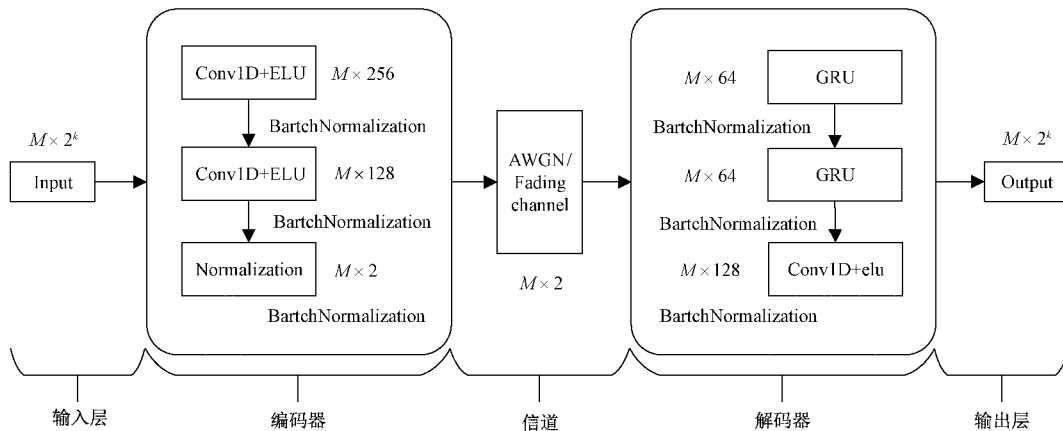 M × 2^k
Input
Conv1D+ELU
M × 256
BartchNormalization
Conv1D+ELU
M × 128
BartchNormalization
Normalization
M × 2
BartchNormalization
AWGN/
Fading
channel
M × 2
M × 64
GRU
BartchNormalization
M × 64
GRU
BartchNormalization
M × 128
Conv1D+elu
BartchNormalization
M × 2^k
Output
输入层
编码器
信道
解码器
输出层